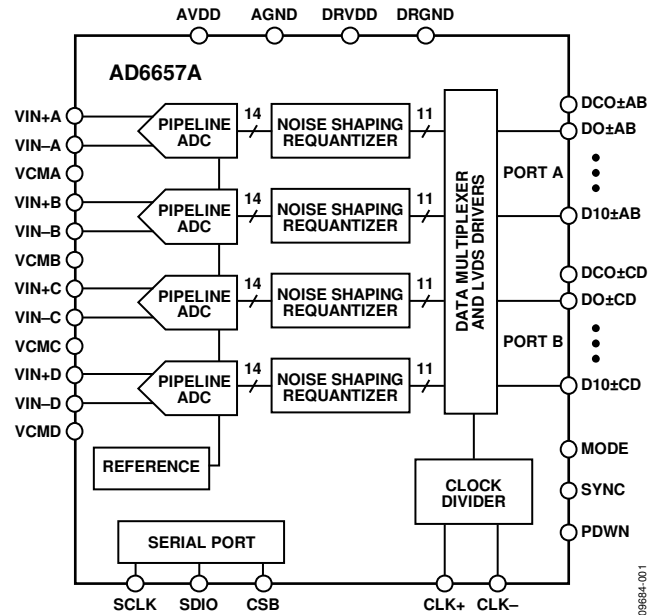 AVDD AGND DRVDD DRGND
AD6657A
VIN+A
VIN–A
VCMA
PIPELINE
ADC
14
NOISE SHAPING
REQUANTIZER
11
VIN+B
VIN–B
VCMB
PIPELINE
ADC
14
NOISE SHAPING
REQUANTIZER
11
VIN+C
VIN–C
VCMC
PIPELINE
ADC
14
NOISE SHAPING
REQUANTIZER
11
VIN+D
VIN–D
VCMD
PIPELINE
ADC
14
NOISE SHAPING
REQUANTIZER
11
DATA MULTIPLEXER
AND LVDS DRIVERS
DCO±AB
DO±AB
PORT A
D10±AB
DCO±CD
DO±CD
PORT B
D10±CD
MODE
SYNC
PDWN
REFERENCE
CLOCK
DIVIDER
SERIAL PORT
SCLK SDIO CSB CLK+ CLK–
09684-001